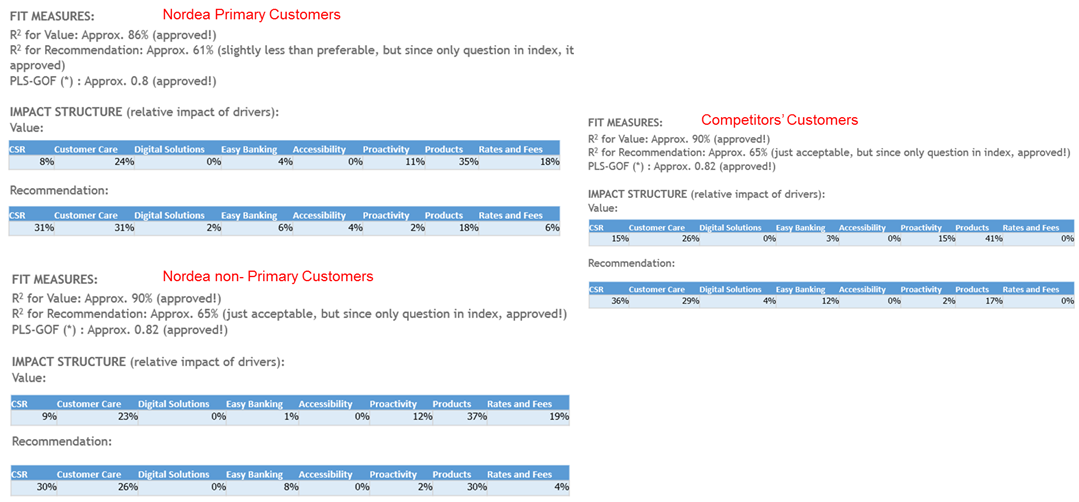 FIT MEASURES: Nordea Primary Customers
R² for Value: Approx. 86% (approved!)
R² for Recommendation: Approx. 61% (slightly less than preferable, but since only question in index, it
approved)
PLS-GOF (*) : Approx. 0.8 (approved!)
IMPACT STRUCTURE (relative impact of drivers):
Value:
CSR Customer Care Digital Solutions Easy Banking Accessibility Proactivity Products Rates and Fees
8% 24% 0% 4% 0% 11% 35% 18%
Recommendation:
CSR Customer Care Digital Solutions Easy Banking Accessibility Proactivity Products Rates and Fees
31% 31% 2% 6% 4% 2% 18% 6%
FIT MEASURES: Nordea non- Primary Customers
R² for Value: Approx. 90% (approved!)
R² for Recommendation: Approx. 65% (just acceptable, but since only question in index, approved!)
PLS-GOF (*) : Approx. 0.82 (approved!)
IMPACT STRUCTURE (relative impact of drivers):
Value:
CSR Customer Care Digital Solutions Easy Banking Accessibility Proactivity Products Rates and Fees
9% 23% 0% 1% 0% 12% 37% 19%
Recommendation:
CSR Customer Care Digital Solutions Easy Banking Accessibility Proactivity Products Rates and Fees
30% 26% 0% 8% 0% 2% 30% 4%
FIT MEASURES: Competitors' Customers
R² for Value: Approx. 90% (approved!)
R² for Recommendation: Approx. 65% (just acceptable, but since only question in index, approved!)
PLS-GOF (*) : Approx. 0.82 (approved!)
IMPACT STRUCTURE (relative impact of drivers):
Value:
CSR Customer Care Digital Solutions Easy Banking Accessibility Proactivity Products Rates and Fees
15% 26% 0% 3% 0% 15% 41% 0%
Recommendation:
CSR Customer Care Digital Solutions Easy Banking Accessibility Proactivity Products Rates and Fees
36% 29% 4% 12% 0% 2% 17% 0%